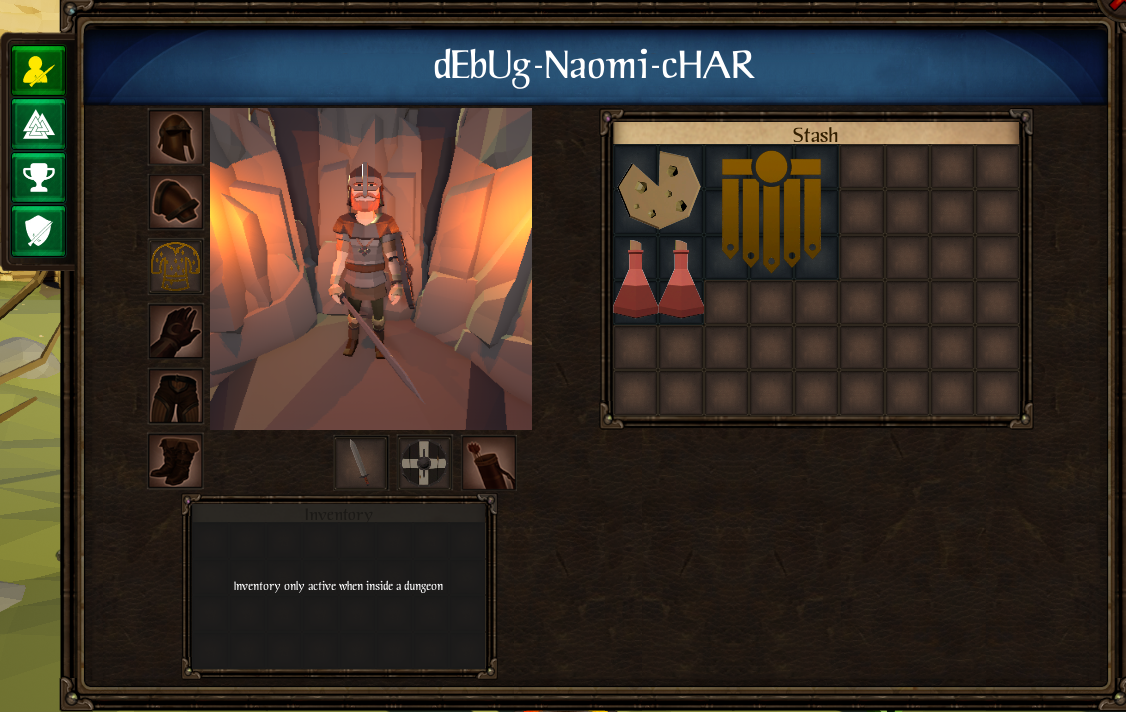 dEbUg-Naomi-cHAR
Stash
Inventory
Inventory only active when inside a dungeon